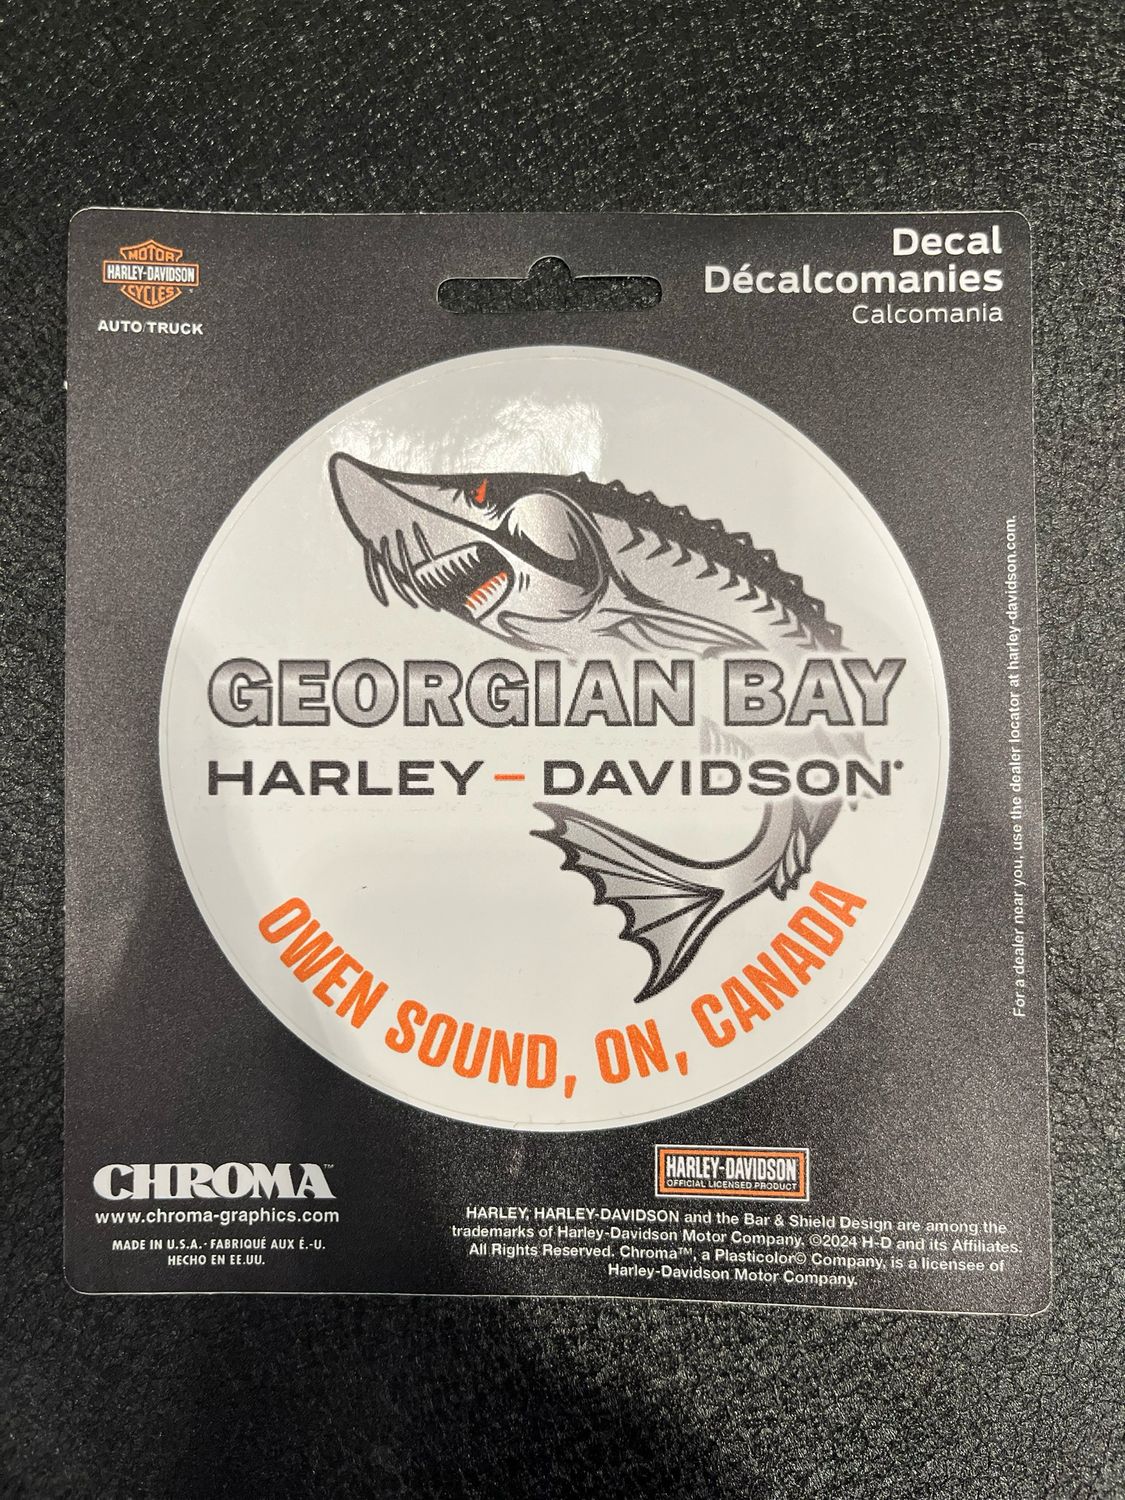 MOTOR
HARLEY-DAVIDSON
CYCLES
AUTO/TRUCK
Decal
Décalcomanies
Calcomania
GEORGIAN BAY
HARLEY-DAVIDSON®
OWEN SOUND, ON, CANADA
For a dealer near you, use the dealer locator at harley-davidson.com.
CHROMA™
www.chroma-graphics.com
MADE IN U.S.A. · FABRIQUÉ AUX É.-U.
HECHO EN EE.UU.
HARLEY-DAVIDSON
OFFICIAL LICENSED PRODUCT
HARLEY, HARLEY-DAVIDSON and the Bar & Shield Design are among the
trademarks of Harley-Davidson Motor Company. ©2024 H-D and its Affiliates.
All Rights Reserved. Chroma™, a Plasticolor© Company, is a licensee of
Harley-Davidson Motor Company.